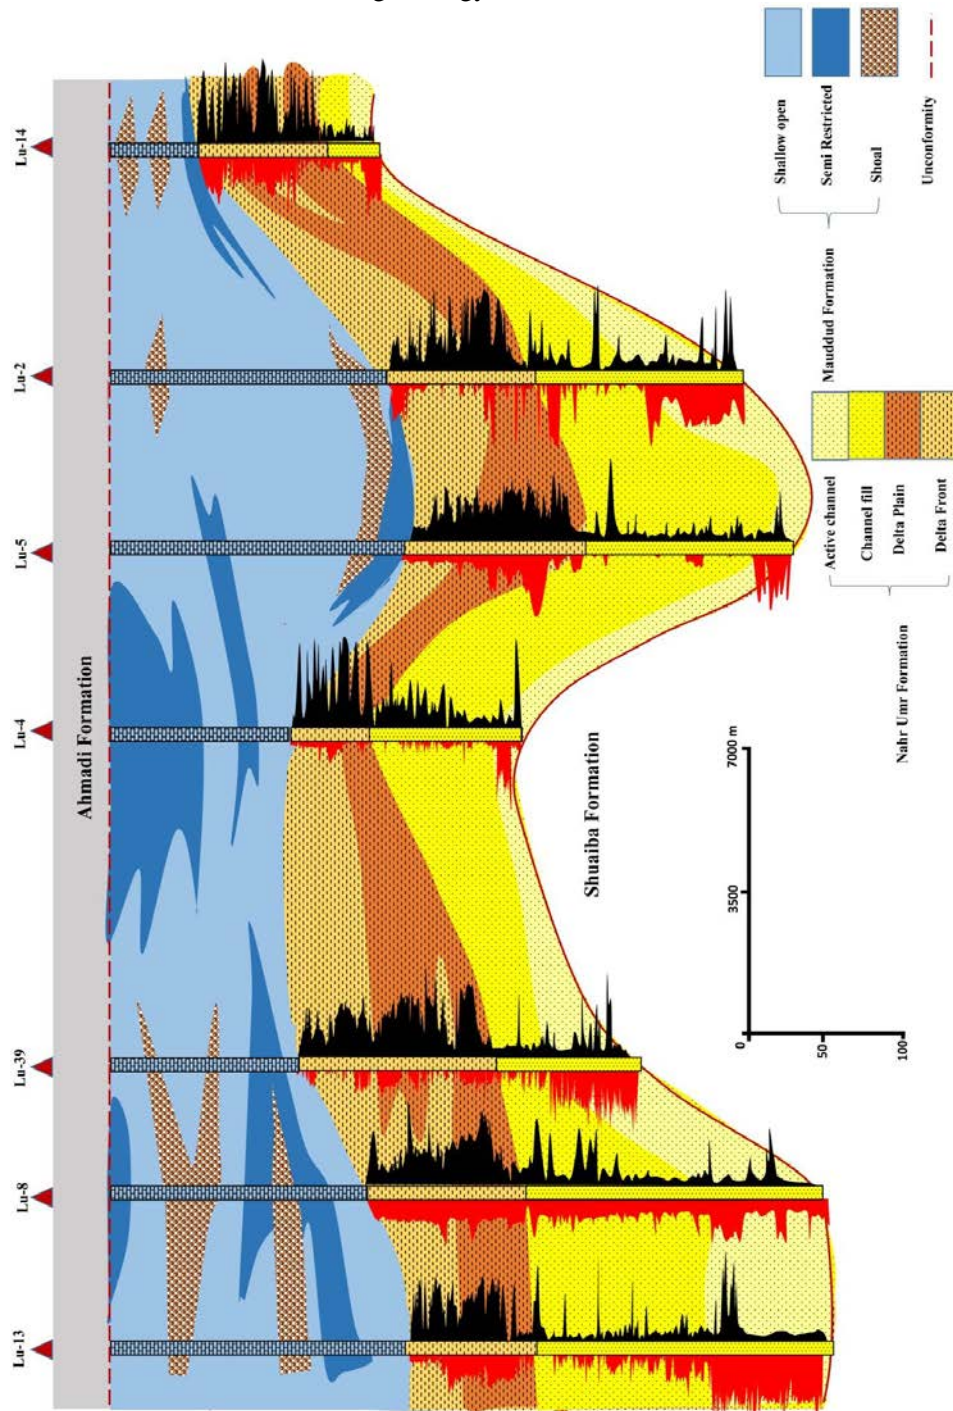 Lu-13
Lu-8
Lu-39
Lu-4
Lu-5
Lu-2
Lu-14
Ahmadi Formation
Shuaiba Formation
0
3500
7000 m
50
100
Shallow open
Semi Restricted
Shoal
Unconformity
Mauddud Formation
Active channel
Channel fill
Delta Plain
Delta Front
Nahr Umr Formation